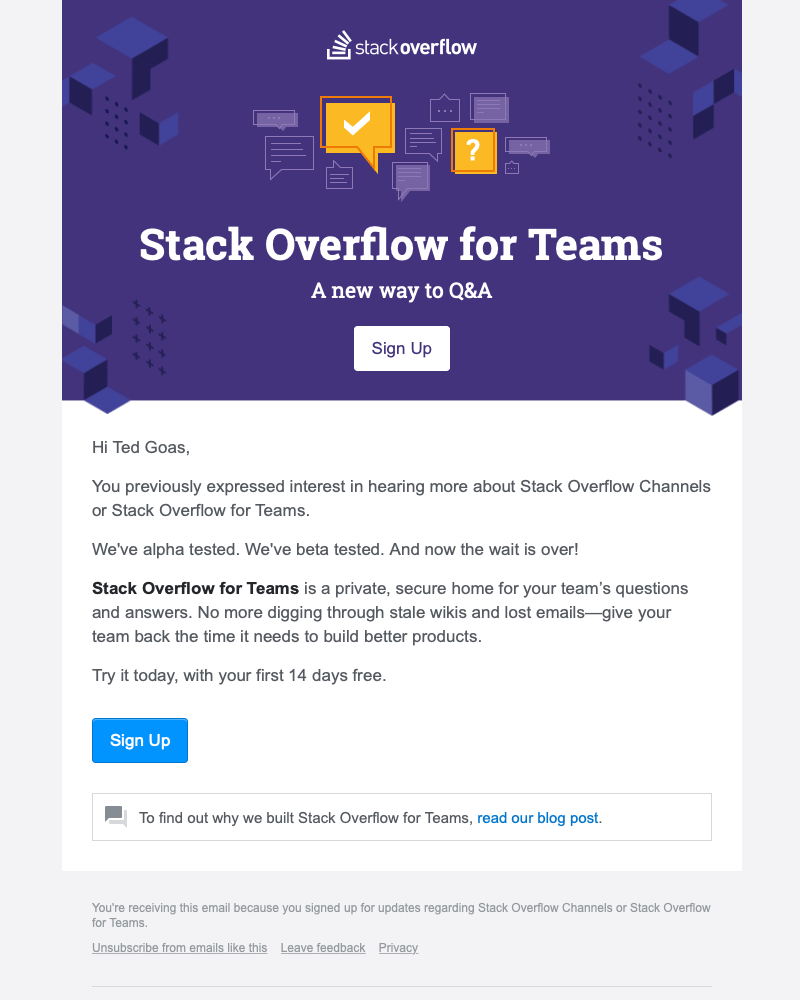 stackoverflow
?
Stack Overflow for Teams
A new way to Q&A
Sign Up
Hi Ted Goas,
You previously expressed interest in hearing more about Stack Overflow Channels
or Stack Overflow for Teams.
We've alpha tested. We've beta tested. And now the wait is over!
Stack Overflow for Teams is a private, secure home for your team’s questions
and answers. No more digging through stale wikis and lost emails—give your
team back the time it needs to build better products.
Try it today, with your first 14 days free.
Sign Up
To find out why we built Stack Overflow for Teams, read our blog post.
You're receiving this email because you signed up for updates regarding Stack Overflow Channels or Stack Overflow
for Teams.
Unsubscribe from emails like this Leave feedback Privacy